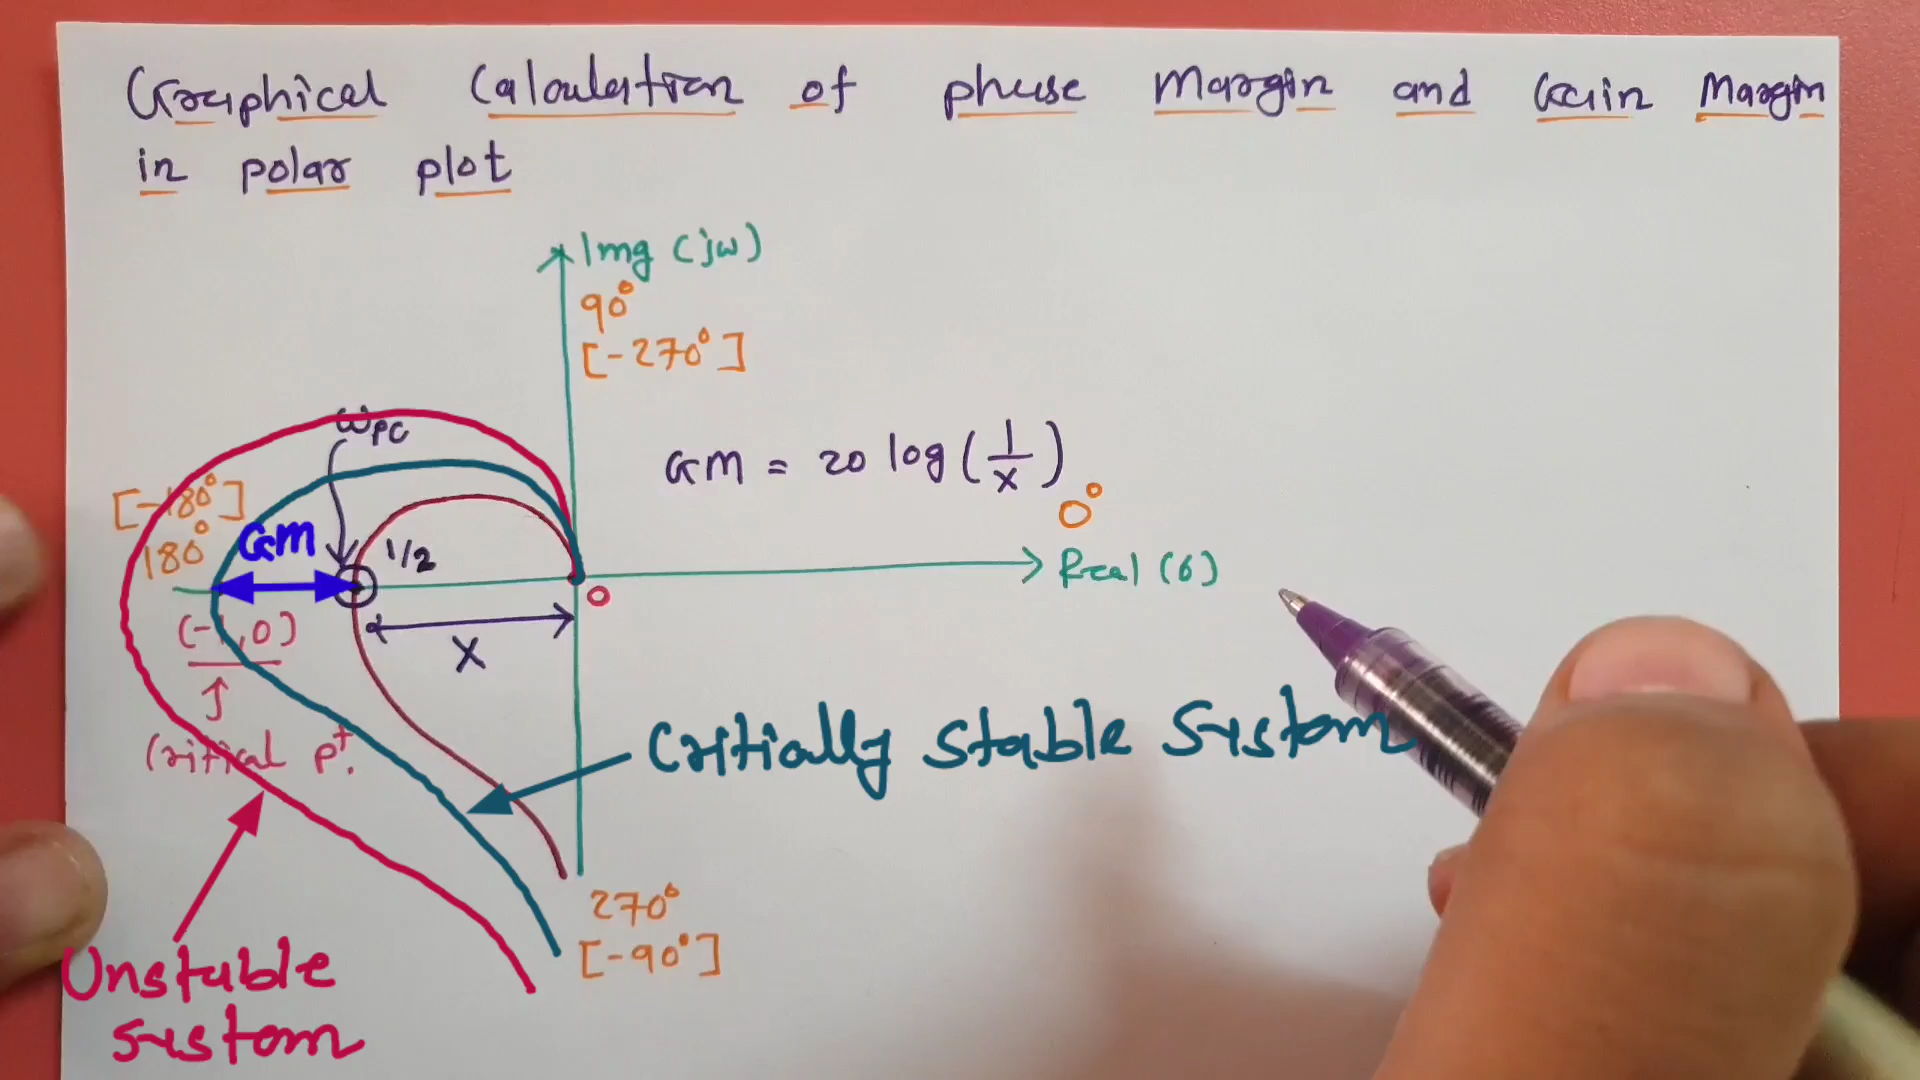 Graphical Calculation of phase Margin and Gain Margin
in polar plot
Img (jω)
90°
[-270°]
ωPC
GM = 20 log (1/x)
[-180°]
180°
GM
1/2
0°
Real (σ)
0
(-1,0)
X
Critical pt.
Critially Stable System
270°
[-90°]
Unstable
System